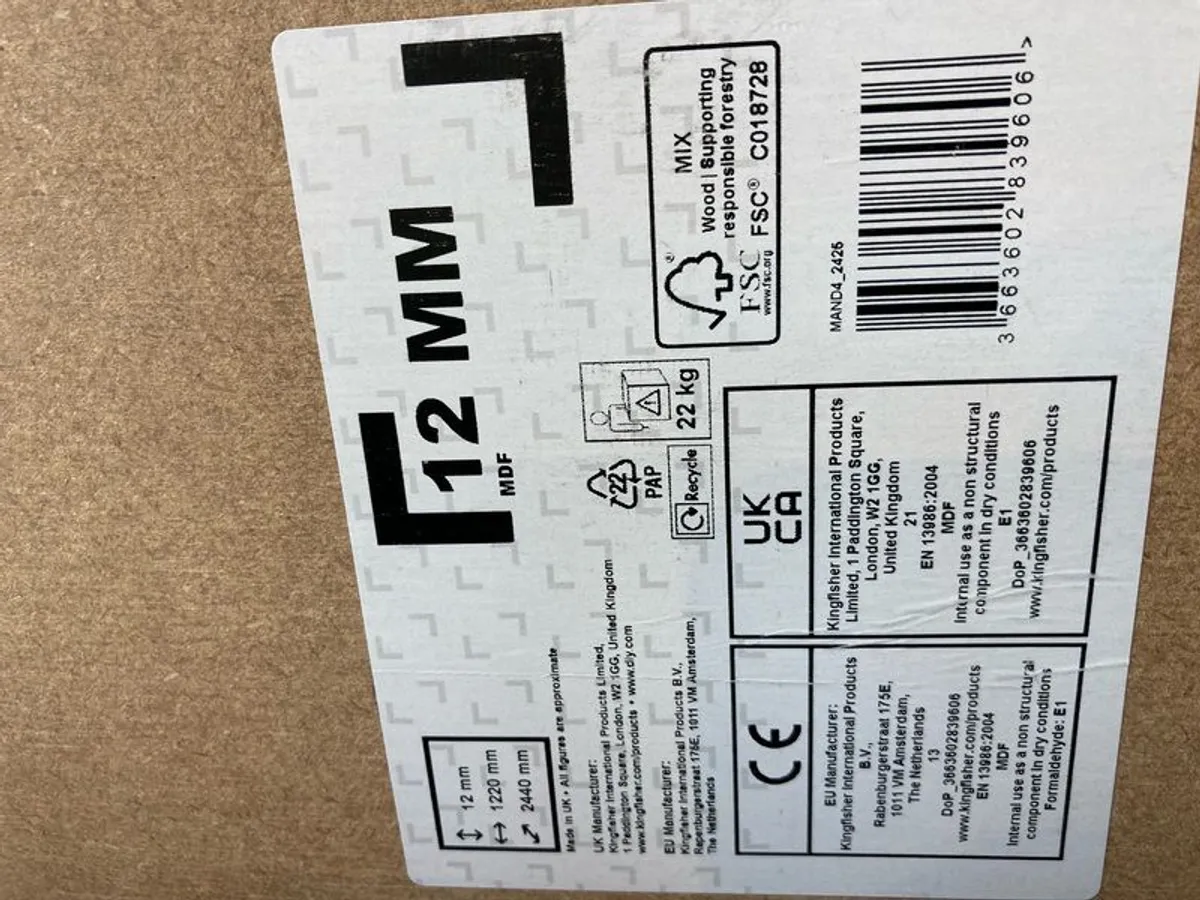 12 MM
MDF
12 mm
1220 mm
2440 mm
Made in UK • All figures are approximate
UK Manufacturer:
Kingfisher International Products Limited,
1 Paddington Square, London, W2 1GG, United Kingdom
www.kingfisher.com/products • www.diy.com
EU Manufacturer:
Kingfisher International Products B.V.,
Rapenburgerstraat 175E, 1011 VM Amsterdam,
The Netherlands
22
PAP
Recycle
22 kg
MIX
Wood | Supporting
responsible forestry
FSC
www.fsc.org
FSC® C018728
CE
EU Manufacturer:
Kingfisher International Products
B.V.,
Rabenburgerstraat 175E,
1011 VM Amsterdam,
The Netherlands
13
DoP_3663602839606
www.kingfisher.com/products
EN 13986:2004
MDF
Internal use as a non structural
component In dry conditions
Formaldehyde: E1
UK
CA
Kingfisher International Products
Limited, 1 Paddington Square,
London, W2 1GG,
United Kingdom
21
EN 13986:2004
MDF
Internal use as a non structural
component In dry conditions
E1
DoP_3663602839606
www.kingfisher.com/products
MAND4_2425
3 663602 839606 >